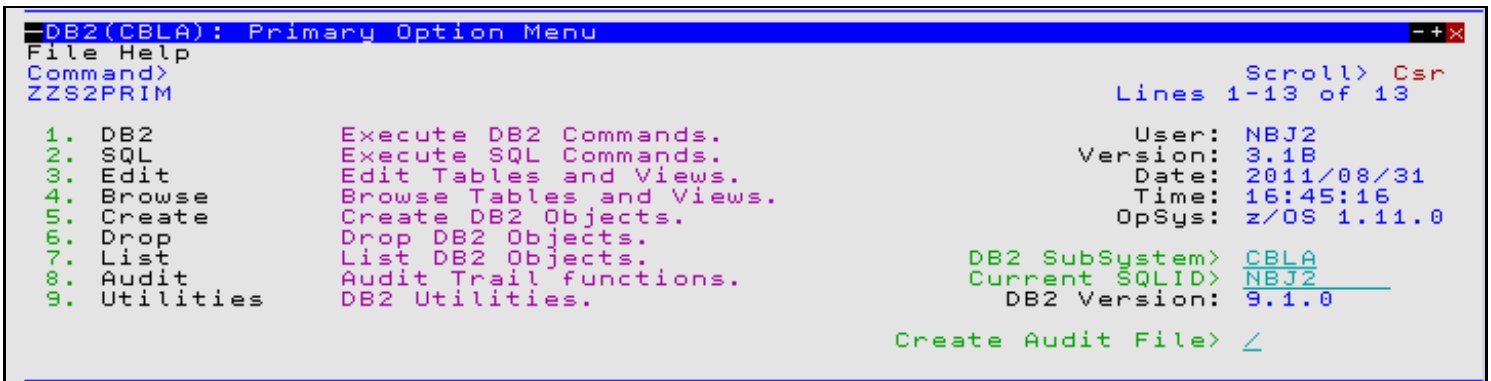 DB2(CBLA): Primary Option Menu - + x
File Help
Command> Scroll> Csr
ZZS2PRIM Lines 1-13 of 13
1. DB2 Execute DB2 Commands. User: NBJ2
2. SQL Execute SQL Commands. Version: 3.1B
3. Edit Edit Tables and Views. Date: 2011/08/31
4. Browse Browse Tables and Views. Time: 16:45:16
5. Create Create DB2 Objects. OpSys: z/OS 1.11.0
6. Drop Drop DB2 Objects.
7. List List DB2 Objects. DB2 SubSystem> CBLA
8. Audit Audit Trail functions. Current SQLID> NBJ2
9. Utilities DB2 Utilities. DB2 Version: 9.1.0
Create Audit File> /